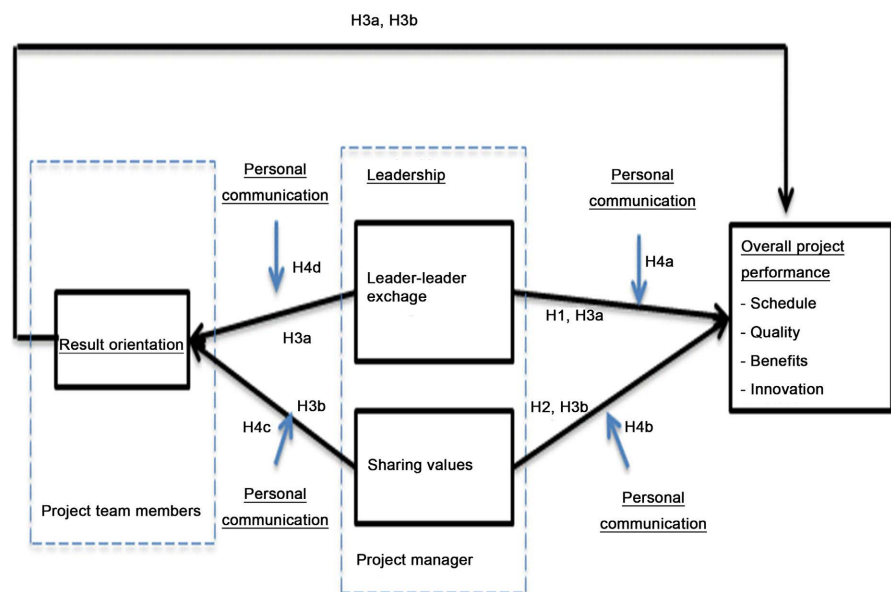 H3a, H3b
Personal
communication
Leadership
Personal
communication
H4d
Leader-leader
exchage
H4a
Overall project
performance
- Schedule
- Quality
- Benefits
- Innovation
H1, H3a
Result orientation
H3a
H3b
H4c
H2, H3b
H4b
Sharing values
Personal
communication
Personal
communication
Project team members
Project manager